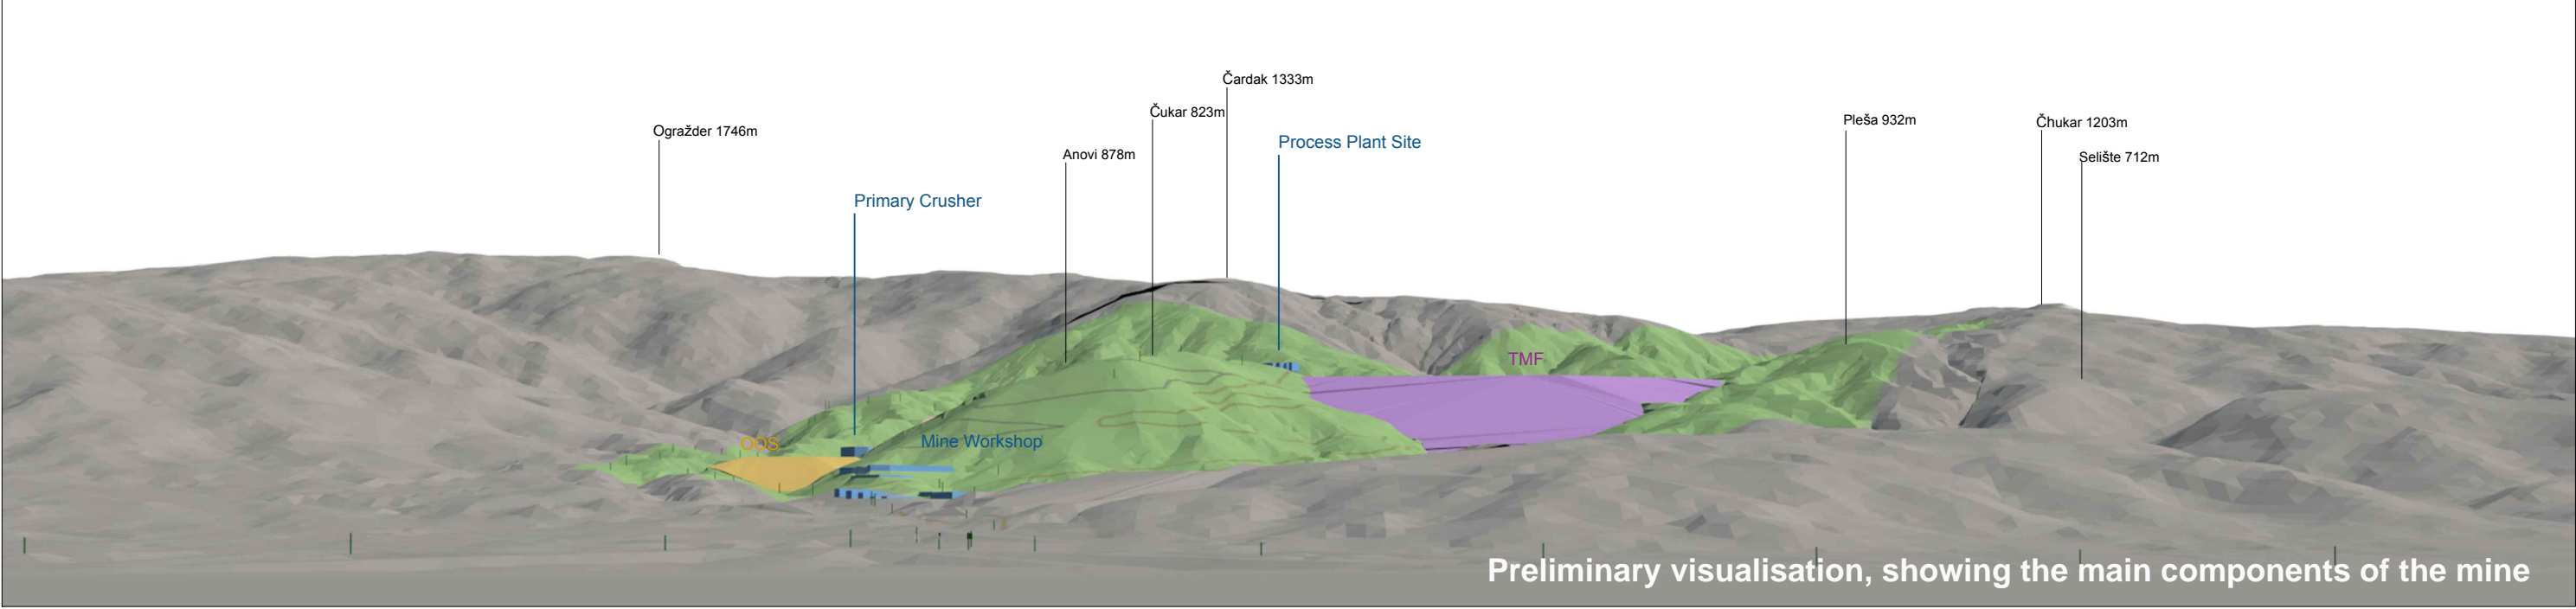 Čardak 1333m
Čukar 823m
Pleša 932m
Čhukar 1203m
Ogražder 1746m
Process Plant Site
Anovi 878m
Selište 712m
Primary Crusher
TMF
OOS
Mine Workshop
Preliminary visualisation, showing the main components of the mine